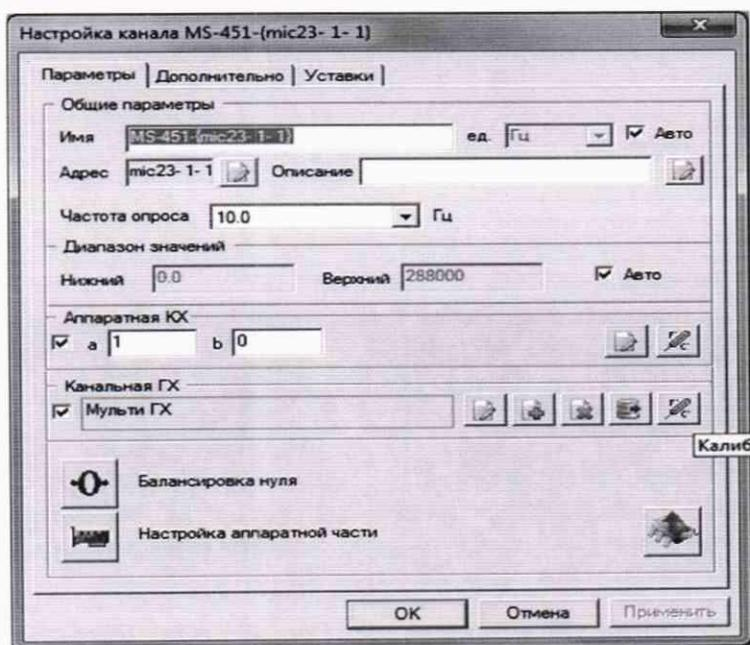 Настройка канала MS-451-{mic23- 1- 1}
Параметры Дополнительно Уставки
Общие параметры
Имя MS-451-{mic23- 1- 1} ед. Гц Авто
Адрес mic23- 1- 1 Описание
Частота опроса 10.0 Гц
Диапазон значений
Нижний 0.0 Верхний 288000 Авто
Аппаратная КХ
a 1 b 0
Канальная ГХ
Мульти ГХ
Калиб
Балансировка нуля
Настройка аппаратной части
OK Отмена Применить